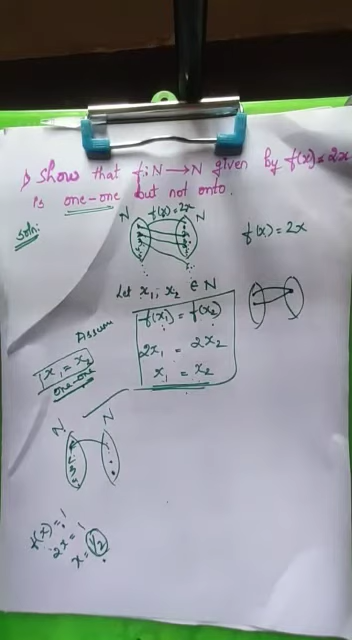 1) Show that f: N → N given by f(x) = 2x
is one-one but not onto.
Soln:
N f(x) = 2x N
f(x) = 2x
Let x₁, x₂ ∈ N
Assume
f(x₁) = f(x₂)
2x₁ = 2x₂
x₁ = x₂
x₁ = x₂
one-one
N N
f(x) = 1
2x = 1
x = 1/2